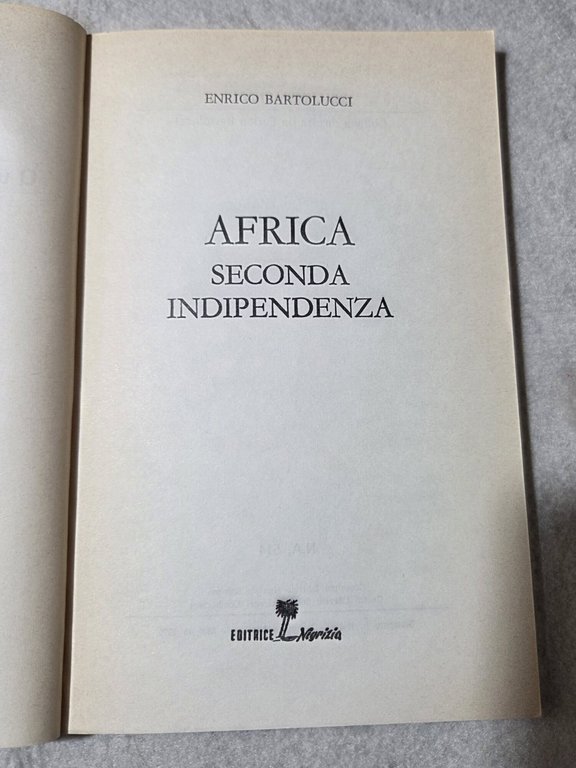 ENRICO BARTOLUCCI
AFRICA
SECONDA
INDIPENDENZA
EDITRICE Nigrizia